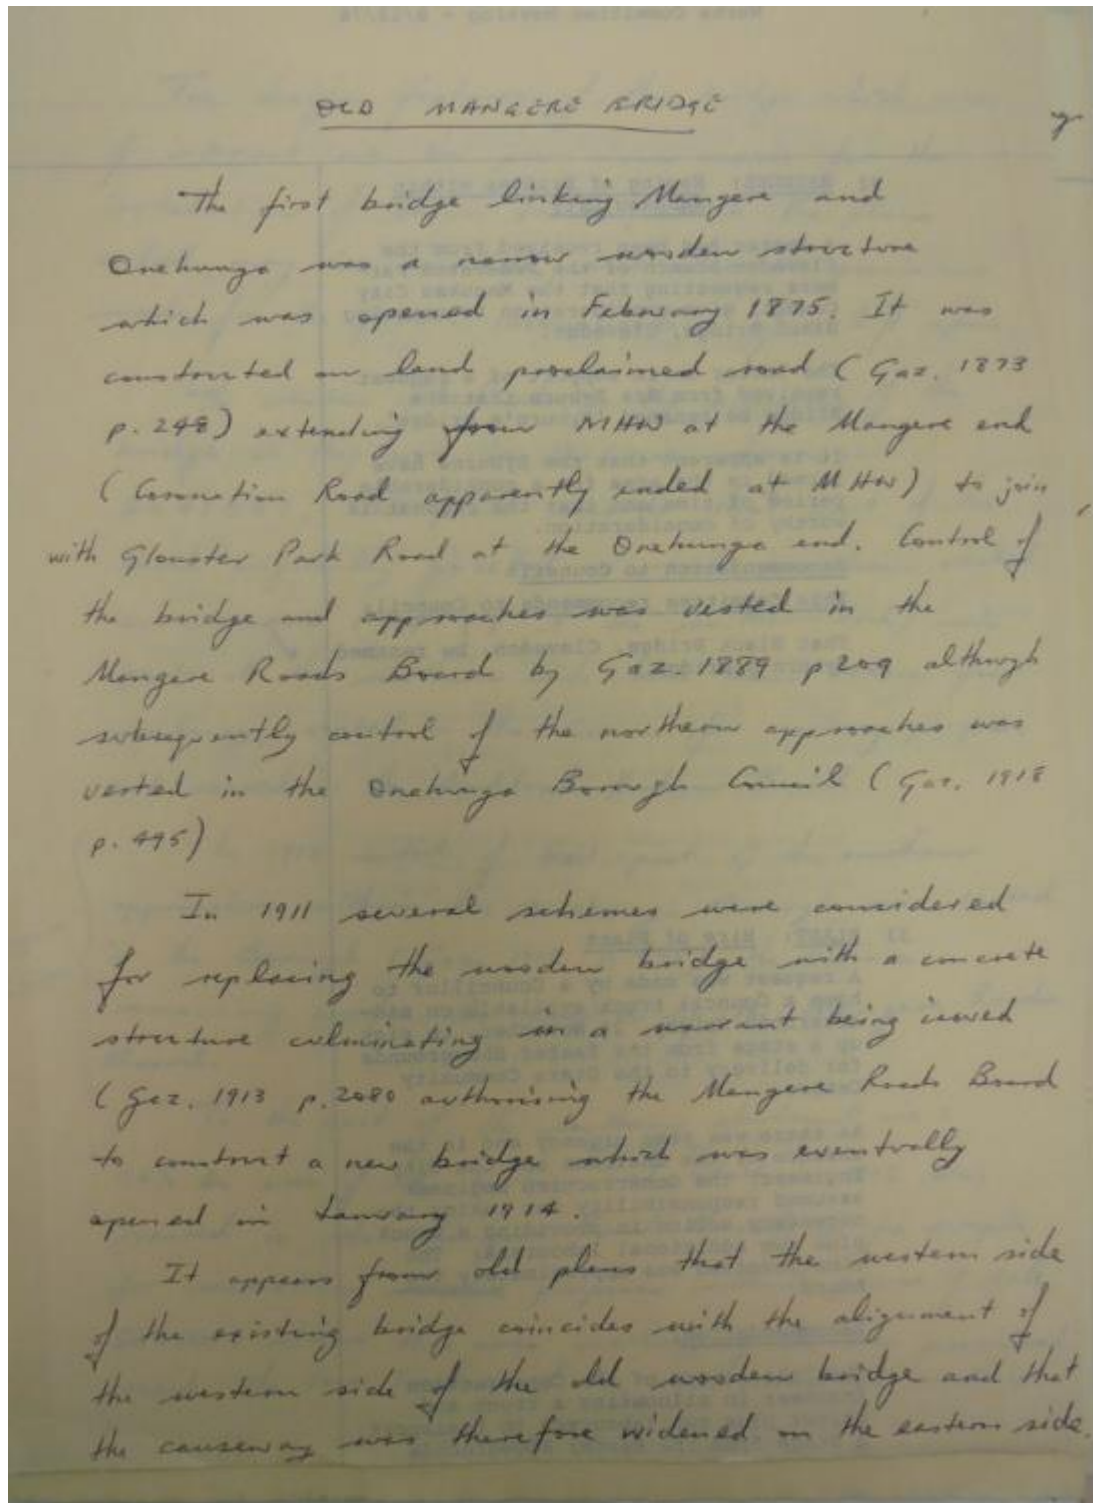 OLD MANGERE BRIDGE
The first bridge linking Mangere and
Onehunga was a narrow wooden structure
which was opened in February 1875. It was
constructed on land proclaimed road (Gaz. 1873
p. 248) extending from MHW at the Mangere end
(Coronation Road apparently ended at MHW) to join
with Glouster Park Road at the Onehunga end. Control of
the bridge and approaches was vested in the
Mangere Roads Board by Gaz. 1889 p 209 although
subsequently control of the northern approaches was
vested in the Onehunga Borough Council (Gaz. 1918
p. 495)
In 1911 several schemes were considered
for replacing the wooden bridge with a concrete
structure culminating in a warrant being issued
(Gaz. 1913 p. 2080 authorising the Mangere Roads Board
to construct a new bridge which was eventually
opened in January 1914.
It appears from old plans that the western side
of the existing bridge coincides with the alignment of
the western side of the old wooden bridge and that
the causeway was therefore widened on the eastern side.